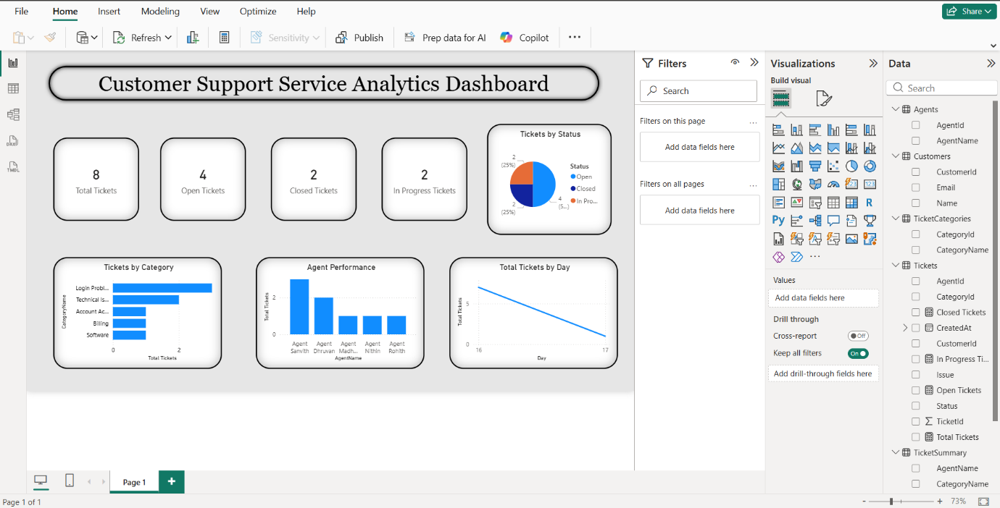 File Home Insert Modeling View Optimize Help Share
Refresh Sensitivity Publish Prep data for AI Copilot
Customer Support Service Analytics Dashboard
8
Total Tickets
4
Open Tickets
2
Closed Tickets
2
In Progress Tickets
Tickets by Status
2
(25%)
2
(25%)
4
(5...)
Status
Open
Closed
In Pro...
Tickets by Category
CategoryName
Login Probl...
Technical Is...
Account Ac...
Billing
Software
0 2
Total Tickets
Agent Performance
Total Tickets
2
0
Agent Agent Agent Agent Agent
Sanvith Dhruvan Madh... Nithin Rohith
AgentName
Total Tickets by Day
Total Tickets
5
0
16 17
Day
Filters
Search
Filters on this page
Add data fields here
Filters on all pages
Add data fields here
Visualizations
Build visual
123
123
R
Py
Values
Add data fields here
Drill through
Cross-report Off
Keep all filters On
Add drill-through fields here
Data
Search
Agents
AgentId
AgentName
Customers
CustomerId
Email
Name
TicketCategories
CategoryId
CategoryName
Tickets
AgentId
CategoryId
Closed Tickets
CreatedAt
CustomerId
In Progress Ti...
Issue
Open Tickets
Status
TicketId
Total Tickets
TicketSummary
AgentName
CategoryName
DAX
TMDL
Page 1
Page 1 of 1
- + 73%